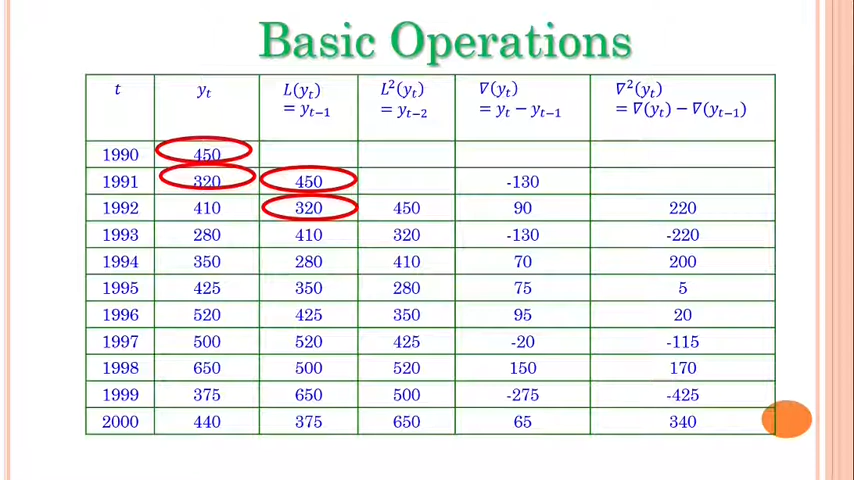 Basic Operations
t y_t L(y_t) L²(y_t) ∇(y_t) ∇²(y_t)
= y_{t−1} = y_{t−2} = y_t − y_{t−1} = ∇(y_t) − ∇(y_{t−1})
1990 450
1991 320 450 -130
1992 410 320 450 90 220
1993 280 410 320 -130 -220
1994 350 280 410 70 200
1995 425 350 280 75 5
1996 520 425 350 95 20
1997 500 520 425 -20 -115
1998 650 500 520 150 170
1999 375 650 500 -275 -425
2000 440 375 650 65 340